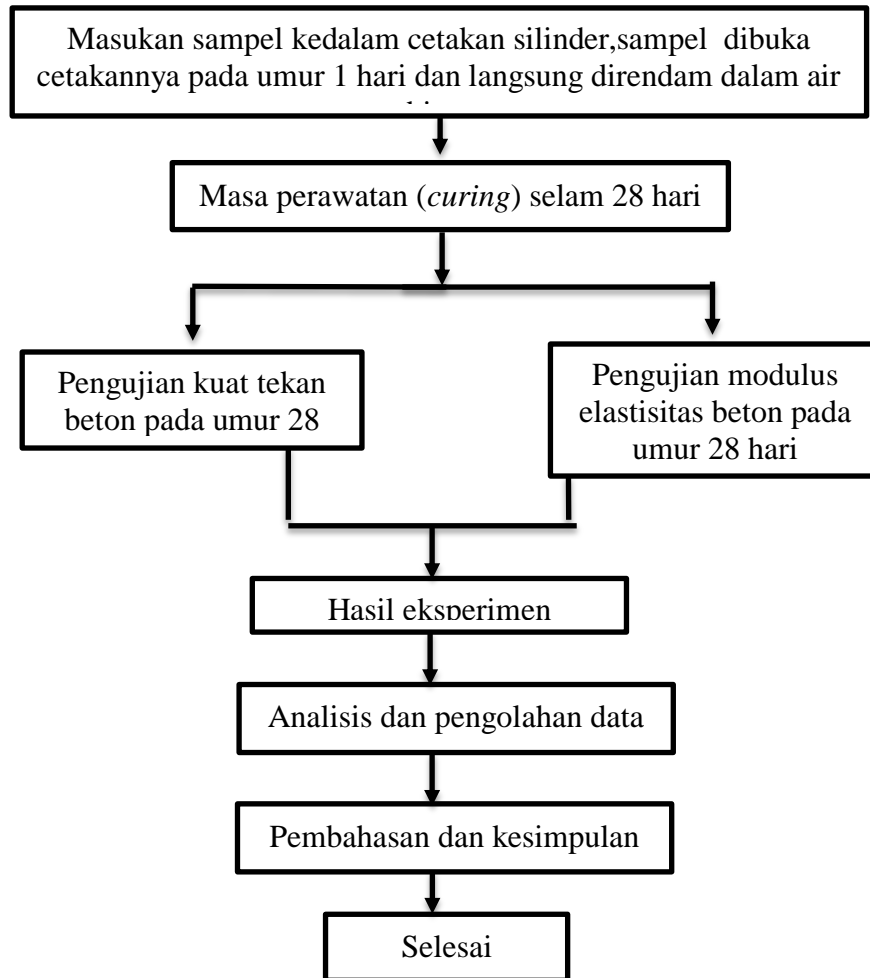 Masukan sampel kedalam cetakan silinder,sampel dibuka
cetakannya pada umur 1 hari dan langsung direndam dalam air
Masa perawatan (curing) selam 28 hari
Pengujian kuat tekan
beton pada umur 28
Pengujian modulus
elastisitas beton pada
umur 28 hari
Hasil eksperimen
Analisis dan pengolahan data
Pembahasan dan kesimpulan
Selesai